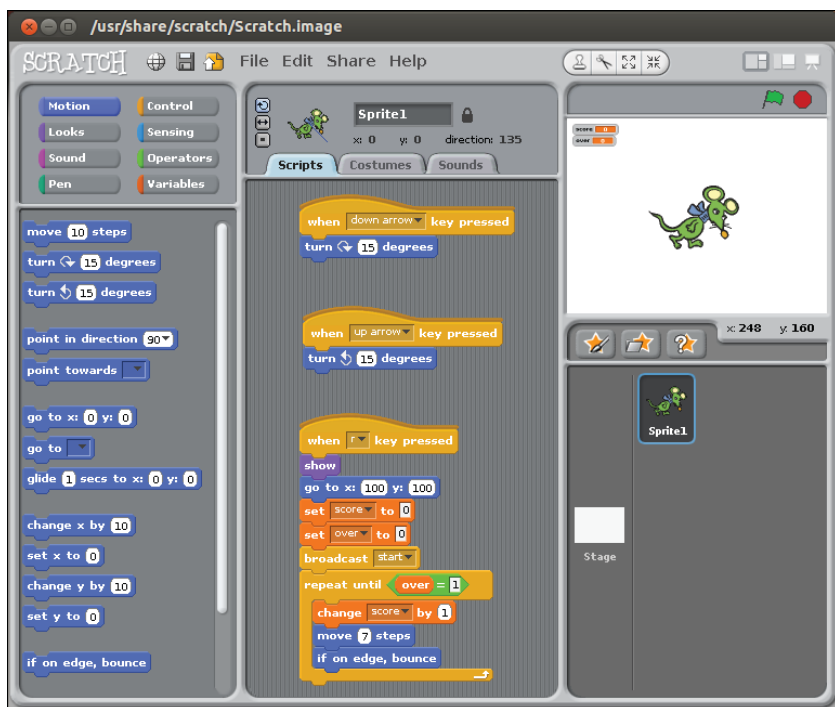 /usr/share/scratch/Scratch.image
SCRATCH File Edit Share Help
Motion Control
Looks Sensing
Sound Operators
Pen Variables
move 10 steps
turn 15 degrees
turn 15 degrees
point in direction 90
point towards
go to x: 0 y: 0
go to
glide 1 secs to x: 0 y: 0
change x by 10
set x to 0
change y by 10
set y to 0
if on edge, bounce
Sprite1
x: 0 y: 0 direction: 135
Scripts Costumes Sounds
when down arrow key pressed
turn 15 degrees
when up arrow key pressed
turn 15 degrees
when r key pressed
show
go to x: 100 y: 100
set score to 0
set over to 0
broadcast start
repeat until over = 1
change score by 1
move 7 steps
if on edge, bounce
score 0
over 0
x: 248 y: 160
Sprite1
Stage